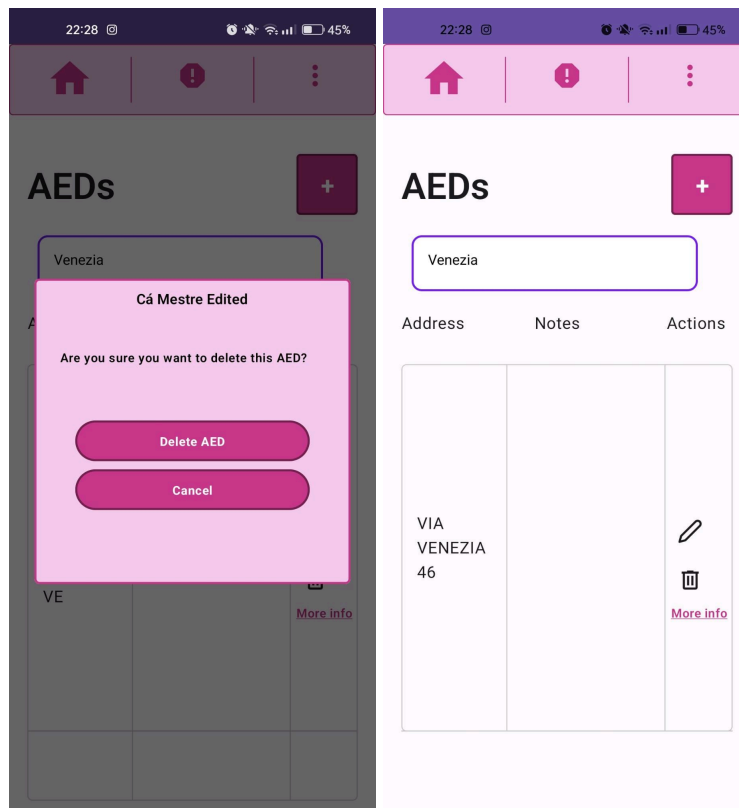 22:28
45%
AEDs
+
Venezia
Cá Mestre Edited
Are you sure you want to delete this AED?
Delete AED
Cancel
VE
More info
22:28
45%
AEDs
+
Venezia
Address
Notes
Actions
VIA
VENEZIA
46
More info